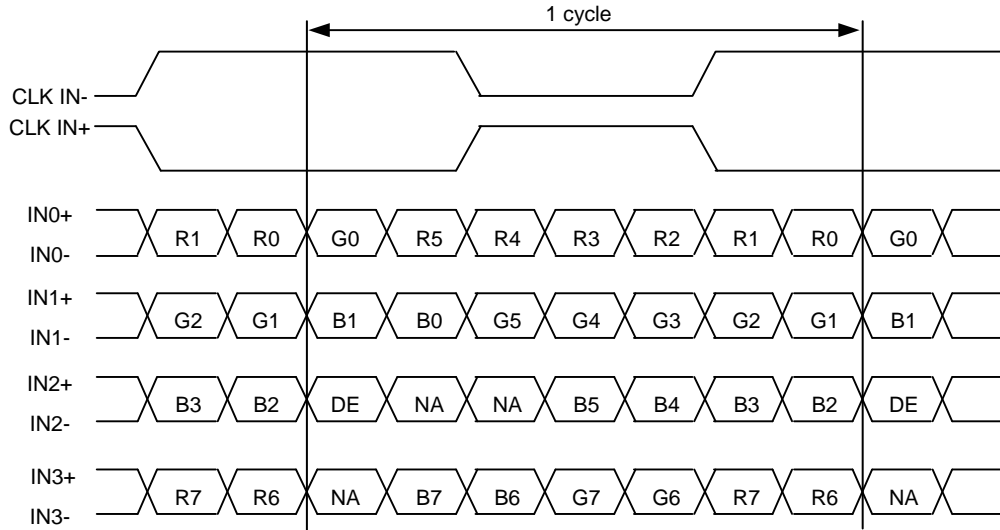 1 cycle
CLK IN-
CLK IN+
IN0+
R1 R0 G0 R5 R4 R3 R2 R1 R0 G0
IN0-
IN1+
G2 G1 B1 B0 G5 G4 G3 G2 G1 B1
IN1-
IN2+
B3 B2 DE NA NA B5 B4 B3 B2 DE
IN2-
IN3+
R7 R6 NA B7 B6 G7 G6 R7 R6 NA
IN3-